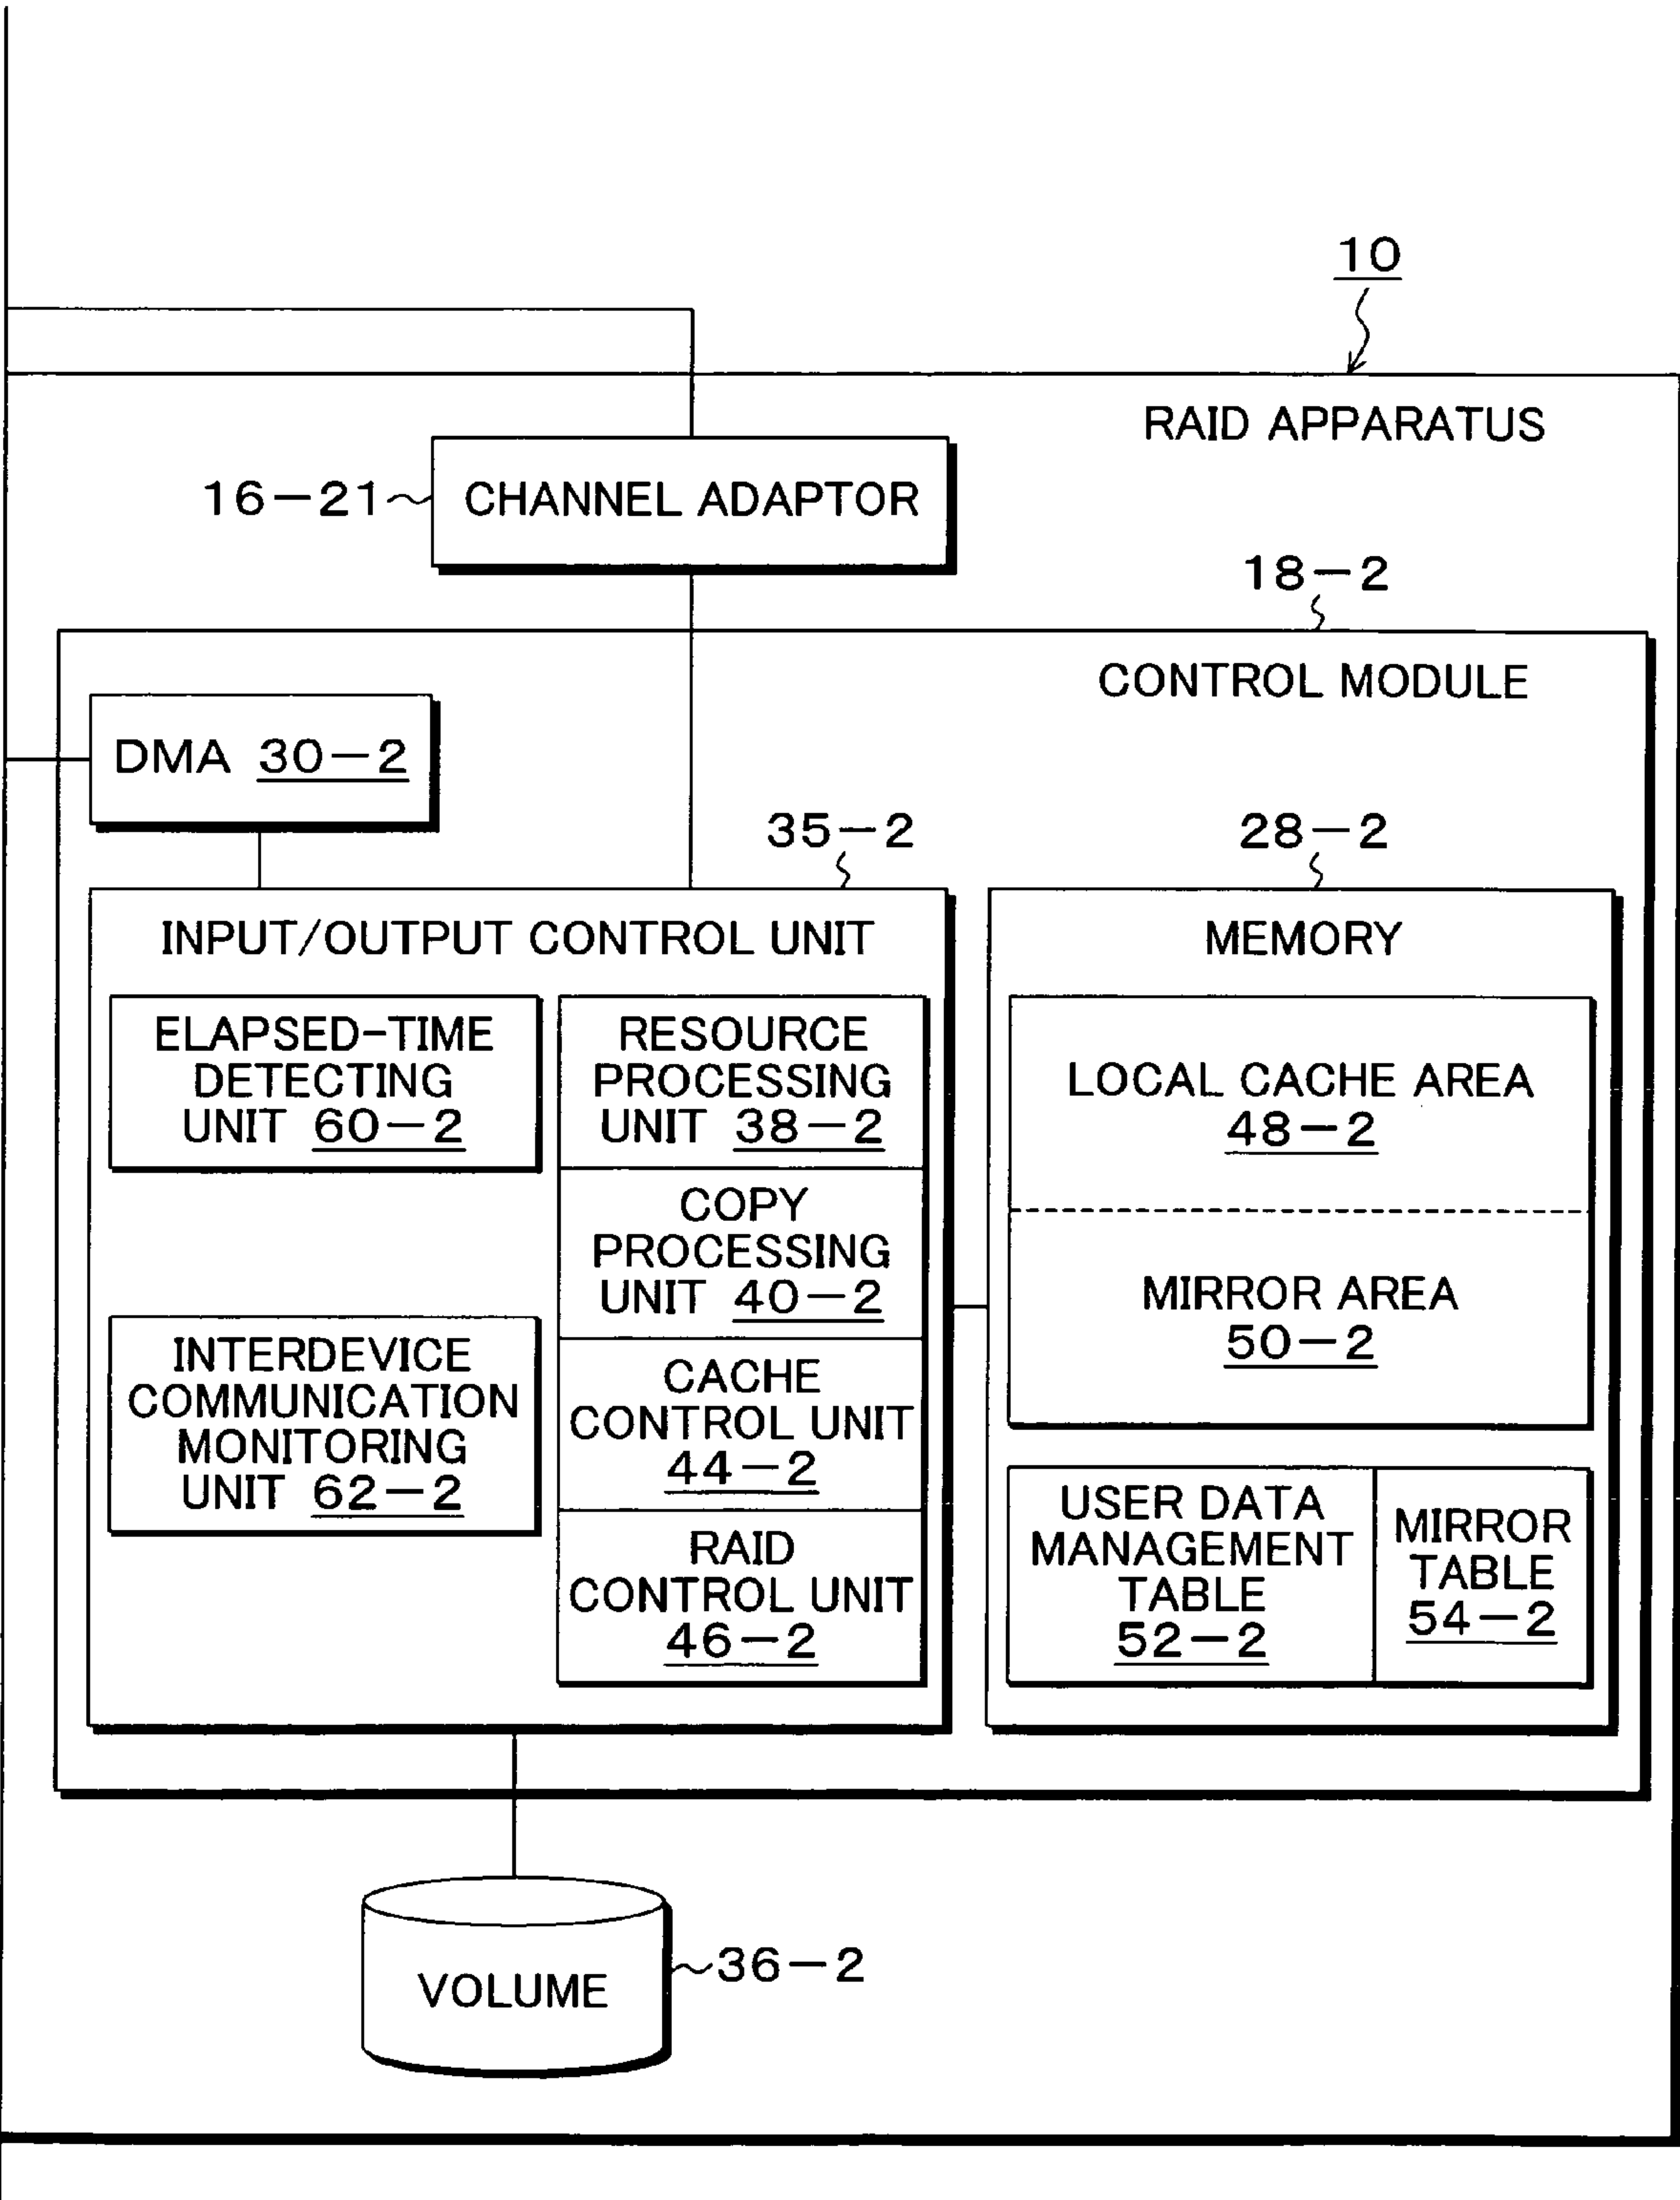 10
RAID APPARATUS
16-21
CHANNEL ADAPTOR
18-2
CONTROL MODULE
DMA 30-2
35-2
28-2
INPUT/OUTPUT CONTROL UNIT
ELAPSED-TIME
DETECTING
UNIT 60-2
INTERDEVICE
COMMUNICATION
MONITORING
UNIT 62-2
RESOURCE
PROCESSING
UNIT 38-2
COPY
PROCESSING
UNIT 40-2
CACHE
CONTROL UNIT
44-2
RAID
CONTROL UNIT
46-2
MEMORY
LOCAL CACHE AREA
48-2
MIRROR AREA
50-2
USER DATA
MANAGEMENT
TABLE
52-2
MIRROR
TABLE
54-2
VOLUME
36-2